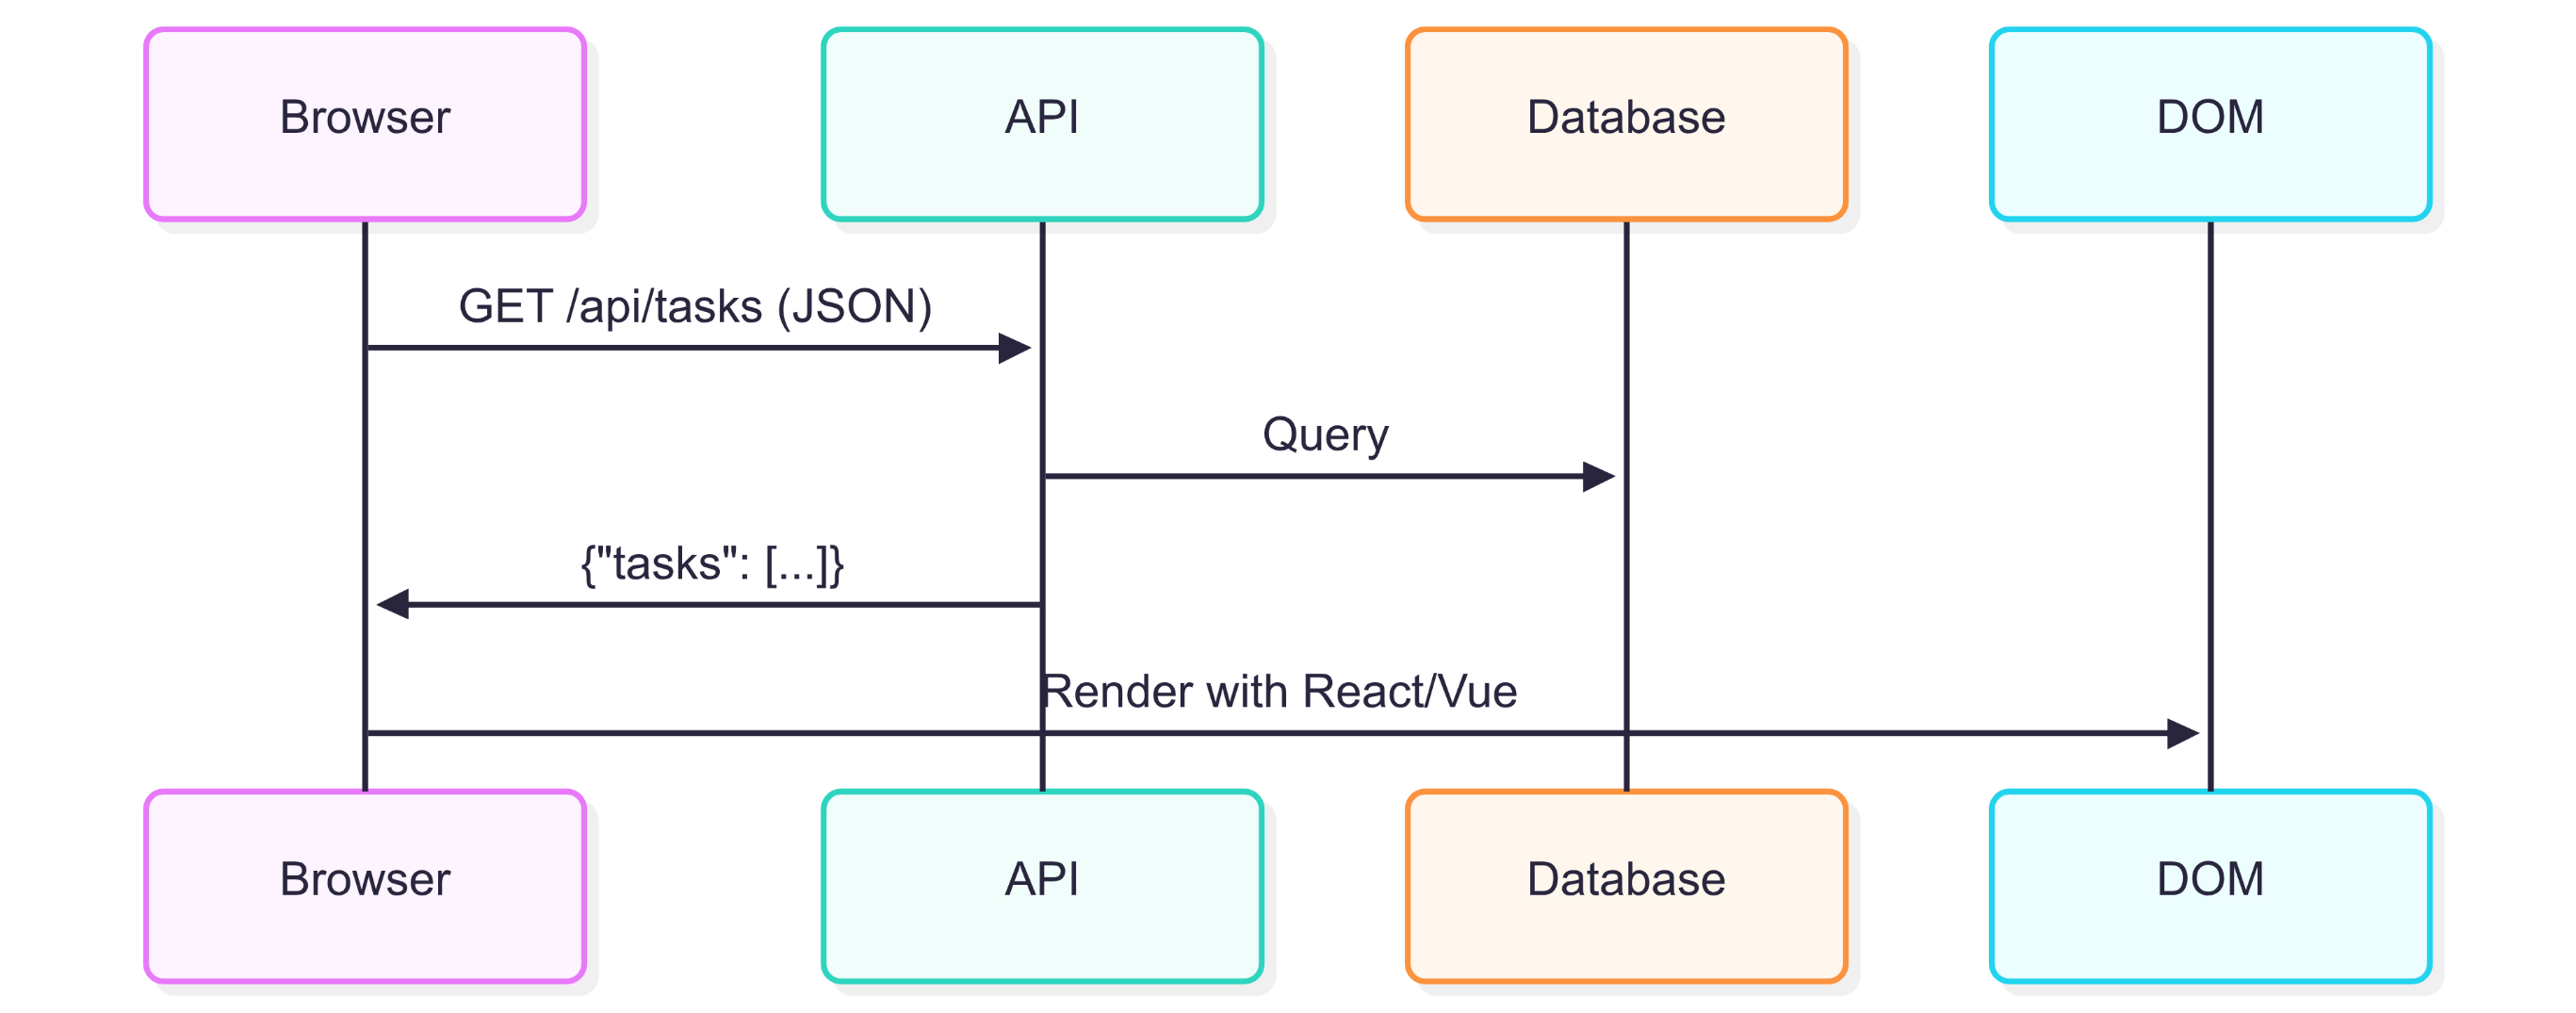 Browser
API
Database
DOM
GET /api/tasks (JSON)
Query
{"tasks": [...]}
Render with React/Vue
Browser
API
Database
DOM